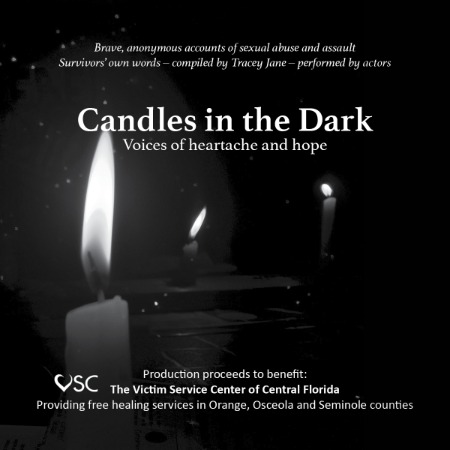 Brave, anonymous accounts of sexual abuse and assault
Survivors' own words – compiled by Tracey Jane – performed by actors
Candles in the Dark
Voices of heartache and hope
Production proceeds to benefit:
VSC The Victim Service Center of Central Florida
Providing free healing services in Orange, Osceola and Seminole counties